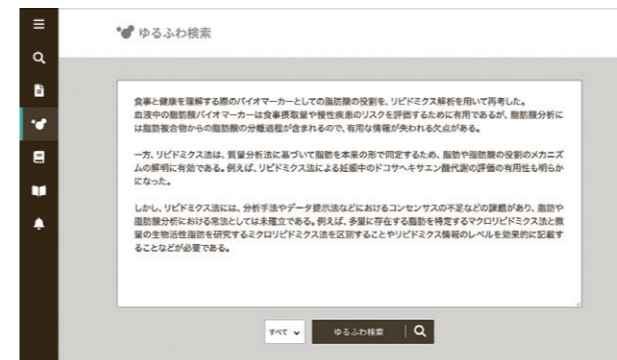 ゆるふわ検索
食事と健康を理解する際のバイオマーカーとしての脂肪酸の役割を、リピドミクス解析を用いて再考した。
血液中の脂肪酸バイオマーカーは食事摂取量や慢性疾患のリスクを評価するために有用であるが、脂肪酸分析に
は脂肪複合物からの脂肪酸の分離過程が含まれるので、有用な情報が失われる欠点がある。
一方、リピドミクス法は、質量分析法に基づいて脂肪を本来の形で同定するため、脂肪や脂肪酸の役割のメカニズ
ムの解明に有効である。例えば、リピドミクス法による妊娠中のドコサヘキサエン酸代謝の評価の有用性も明らか
になった。
しかし、リピドミクス法には、分析手法やデータ提示法などにおけるコンセンサスの不足などの課題があり、脂肪や
脂肪酸分析における常法としては未確立である。例えば、多量に存在する脂肪を特定するマクロリピドミクス法と微
量の生物活性脂肪を研究するミクロリピドミクス法を区別することやリピドミクス情報のレベルを効果的に記載す
ることなどが必要である。
すべて
ゆるふわ検索